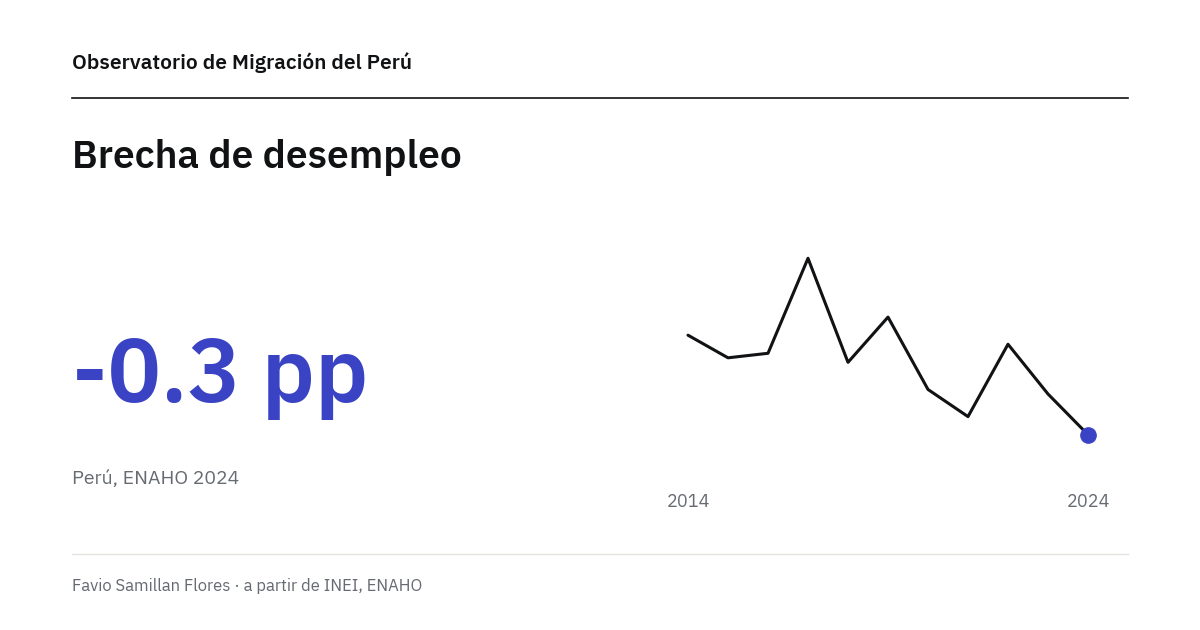 Observatorio de Migración del Perú
Brecha de desempleo
-0.3 pp
Perú, ENAHO 2024
2014
2024
Favio Samillan Flores · a partir de INEI, ENAHO